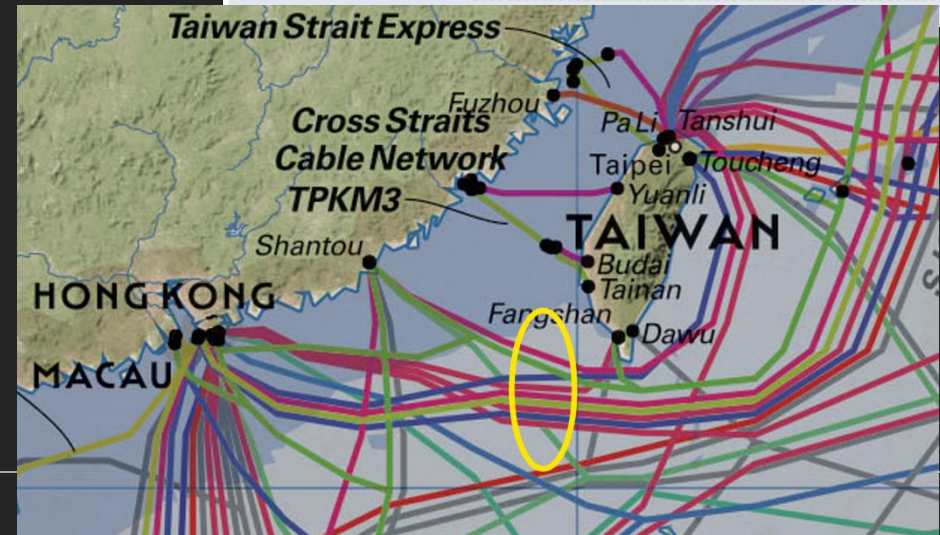 Taiwan Strait Express
Fuzhou
Cross Straits
Cable Network
TPKM3
Pa Li
Tanshui
Taipei
Toucheng
Yuanli
TAIWAN
Shantou
Budai
Tainan
HONG KONG
Fangshan
Dawu
MACAU